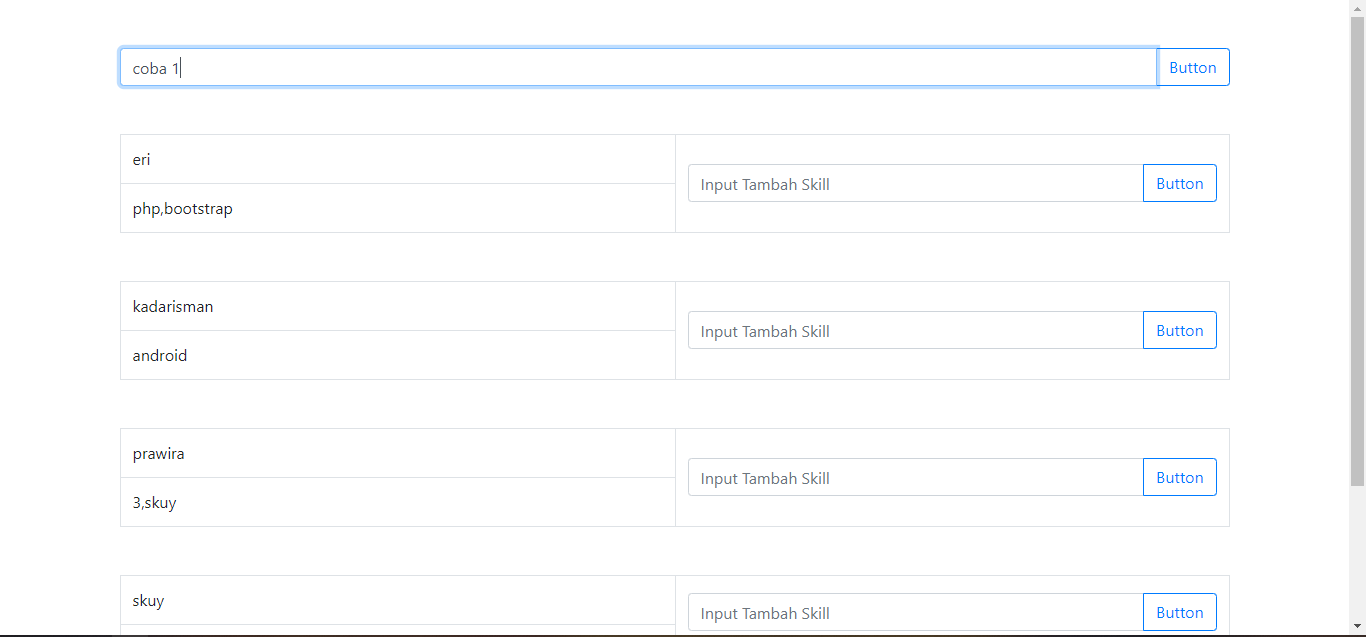 coba 1 Button
eri
Input Tambah Skill Button
php,bootstrap
kadarisman
Input Tambah Skill Button
android
prawira
Input Tambah Skill Button
3,skuy
skuy
Input Tambah Skill Button